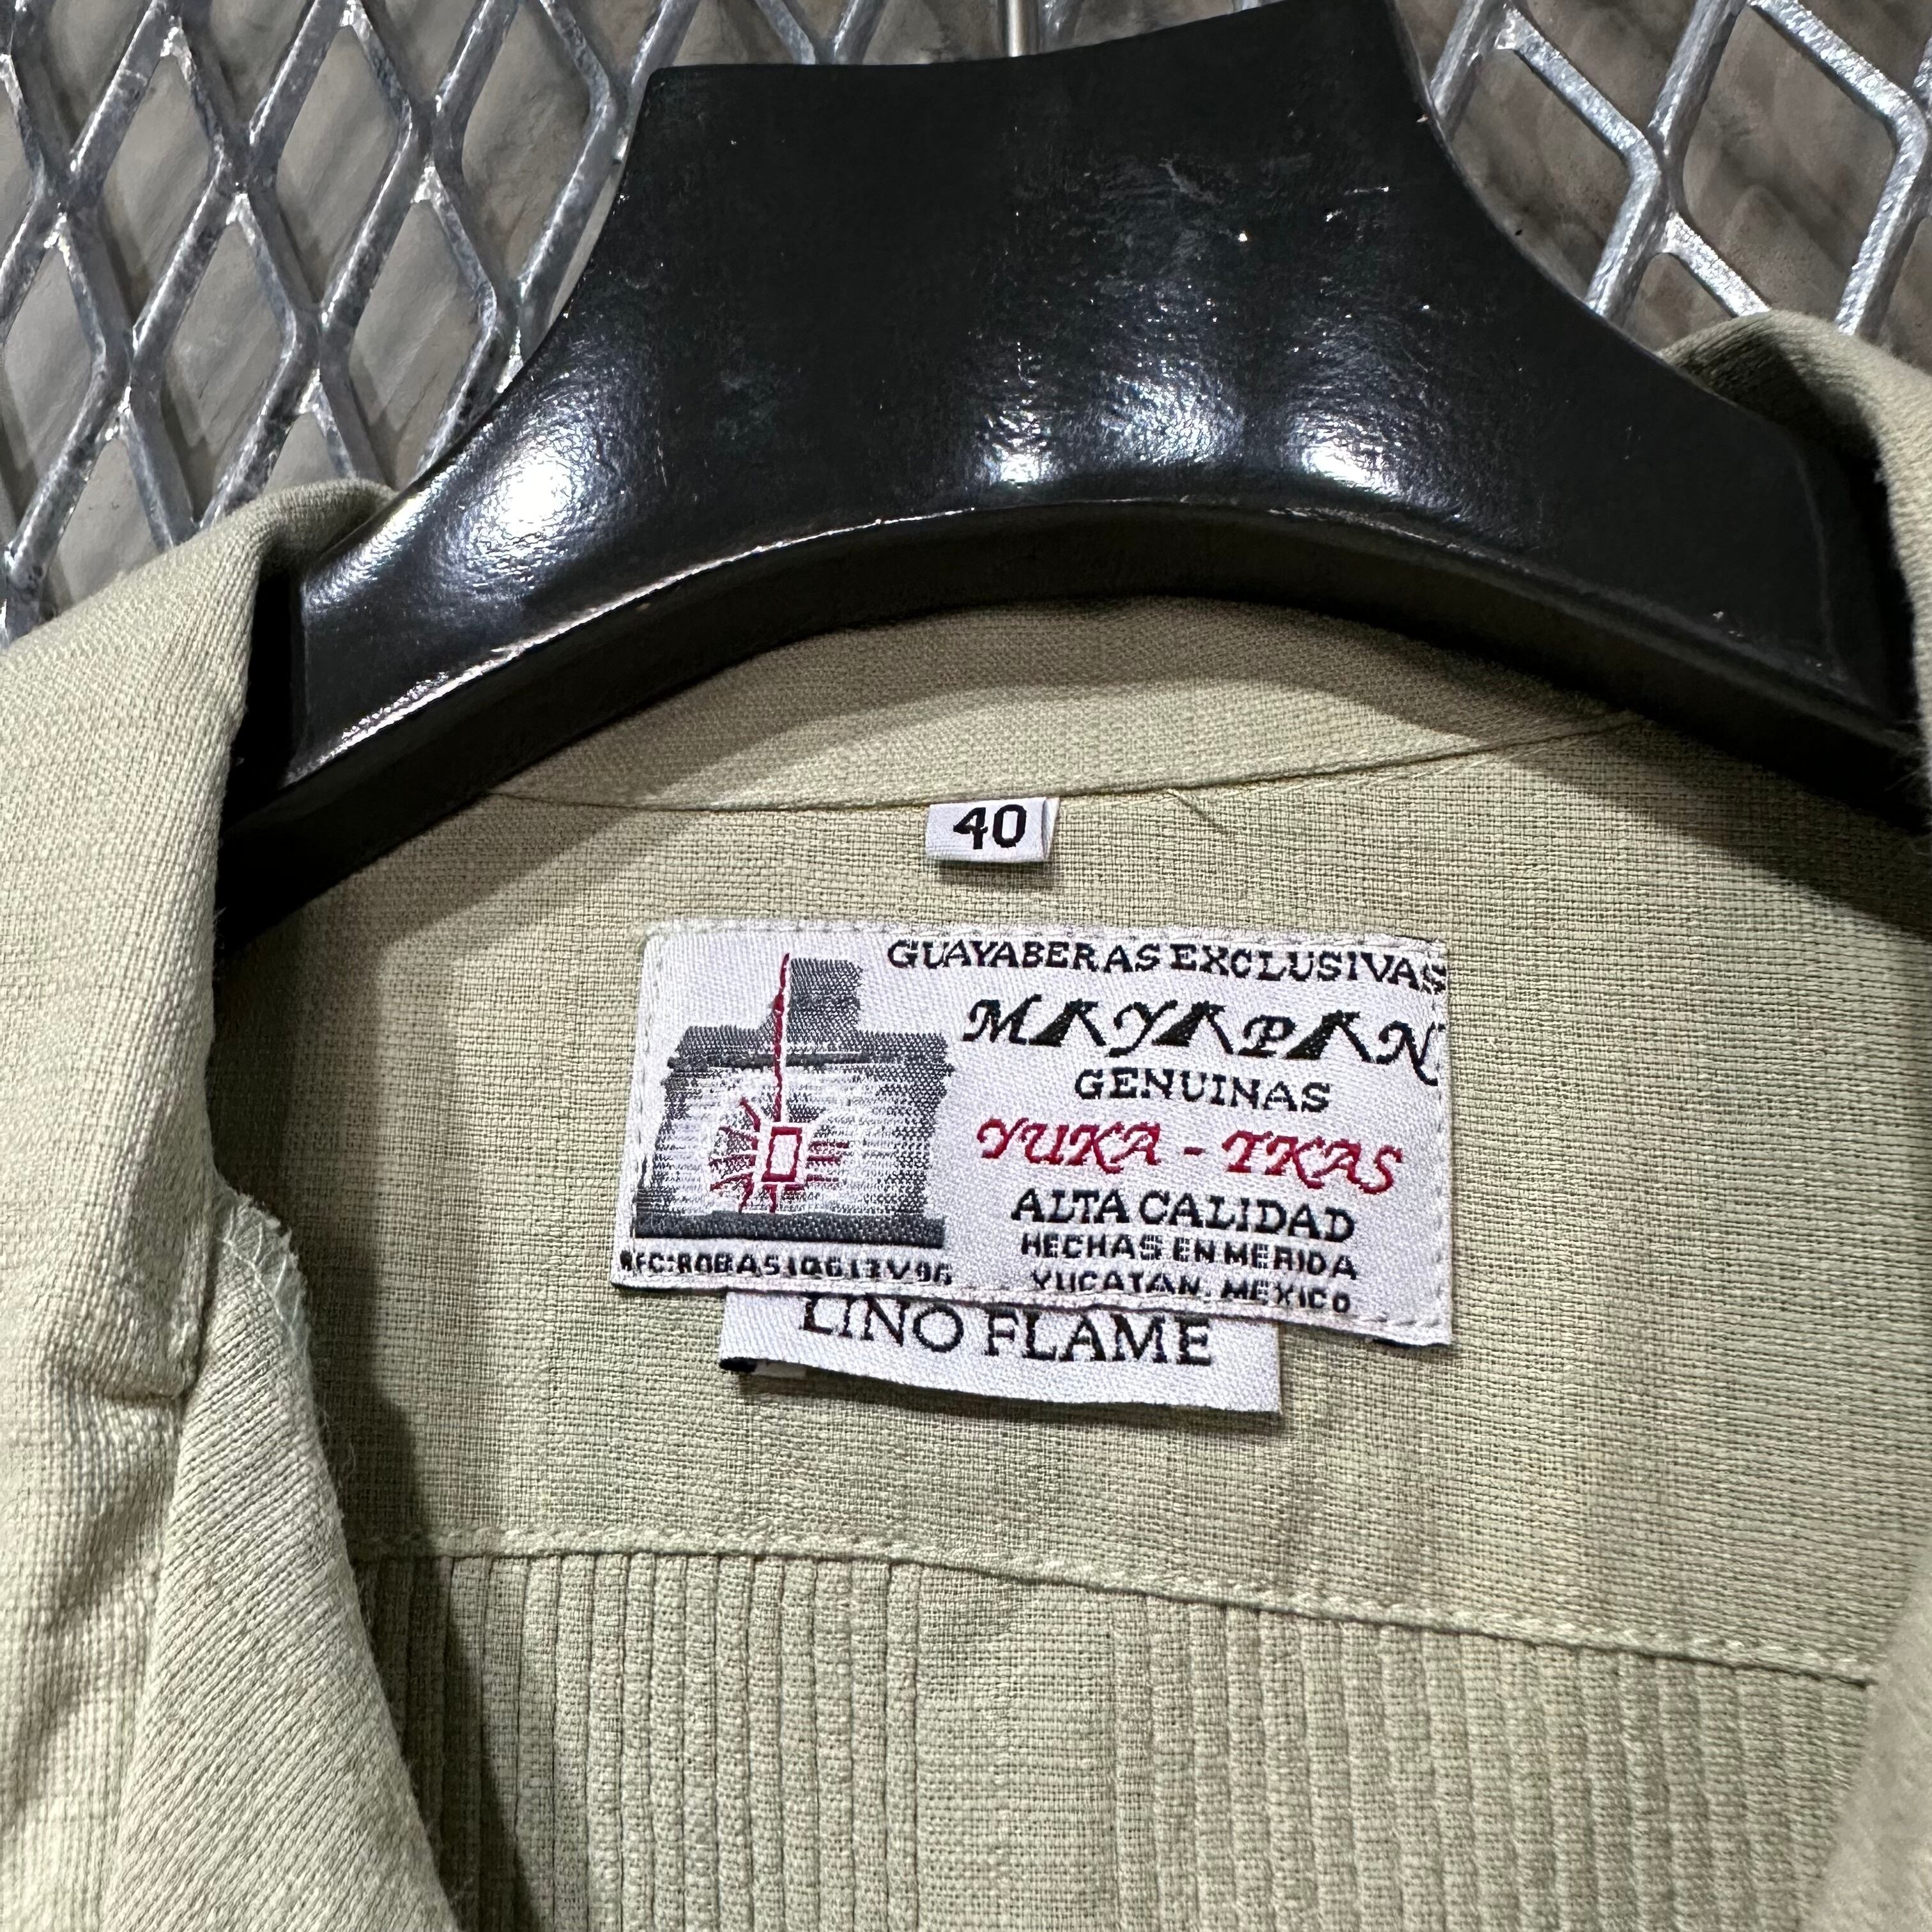 40
GUAYABERAS EXCLUSIVAS
MAYAPAN
GENUINAS
YUKA - TKAS
ALTA CALIDAD
HECHAS EN MERIDA
YUCATAN, MEXICO
LINO FLAME